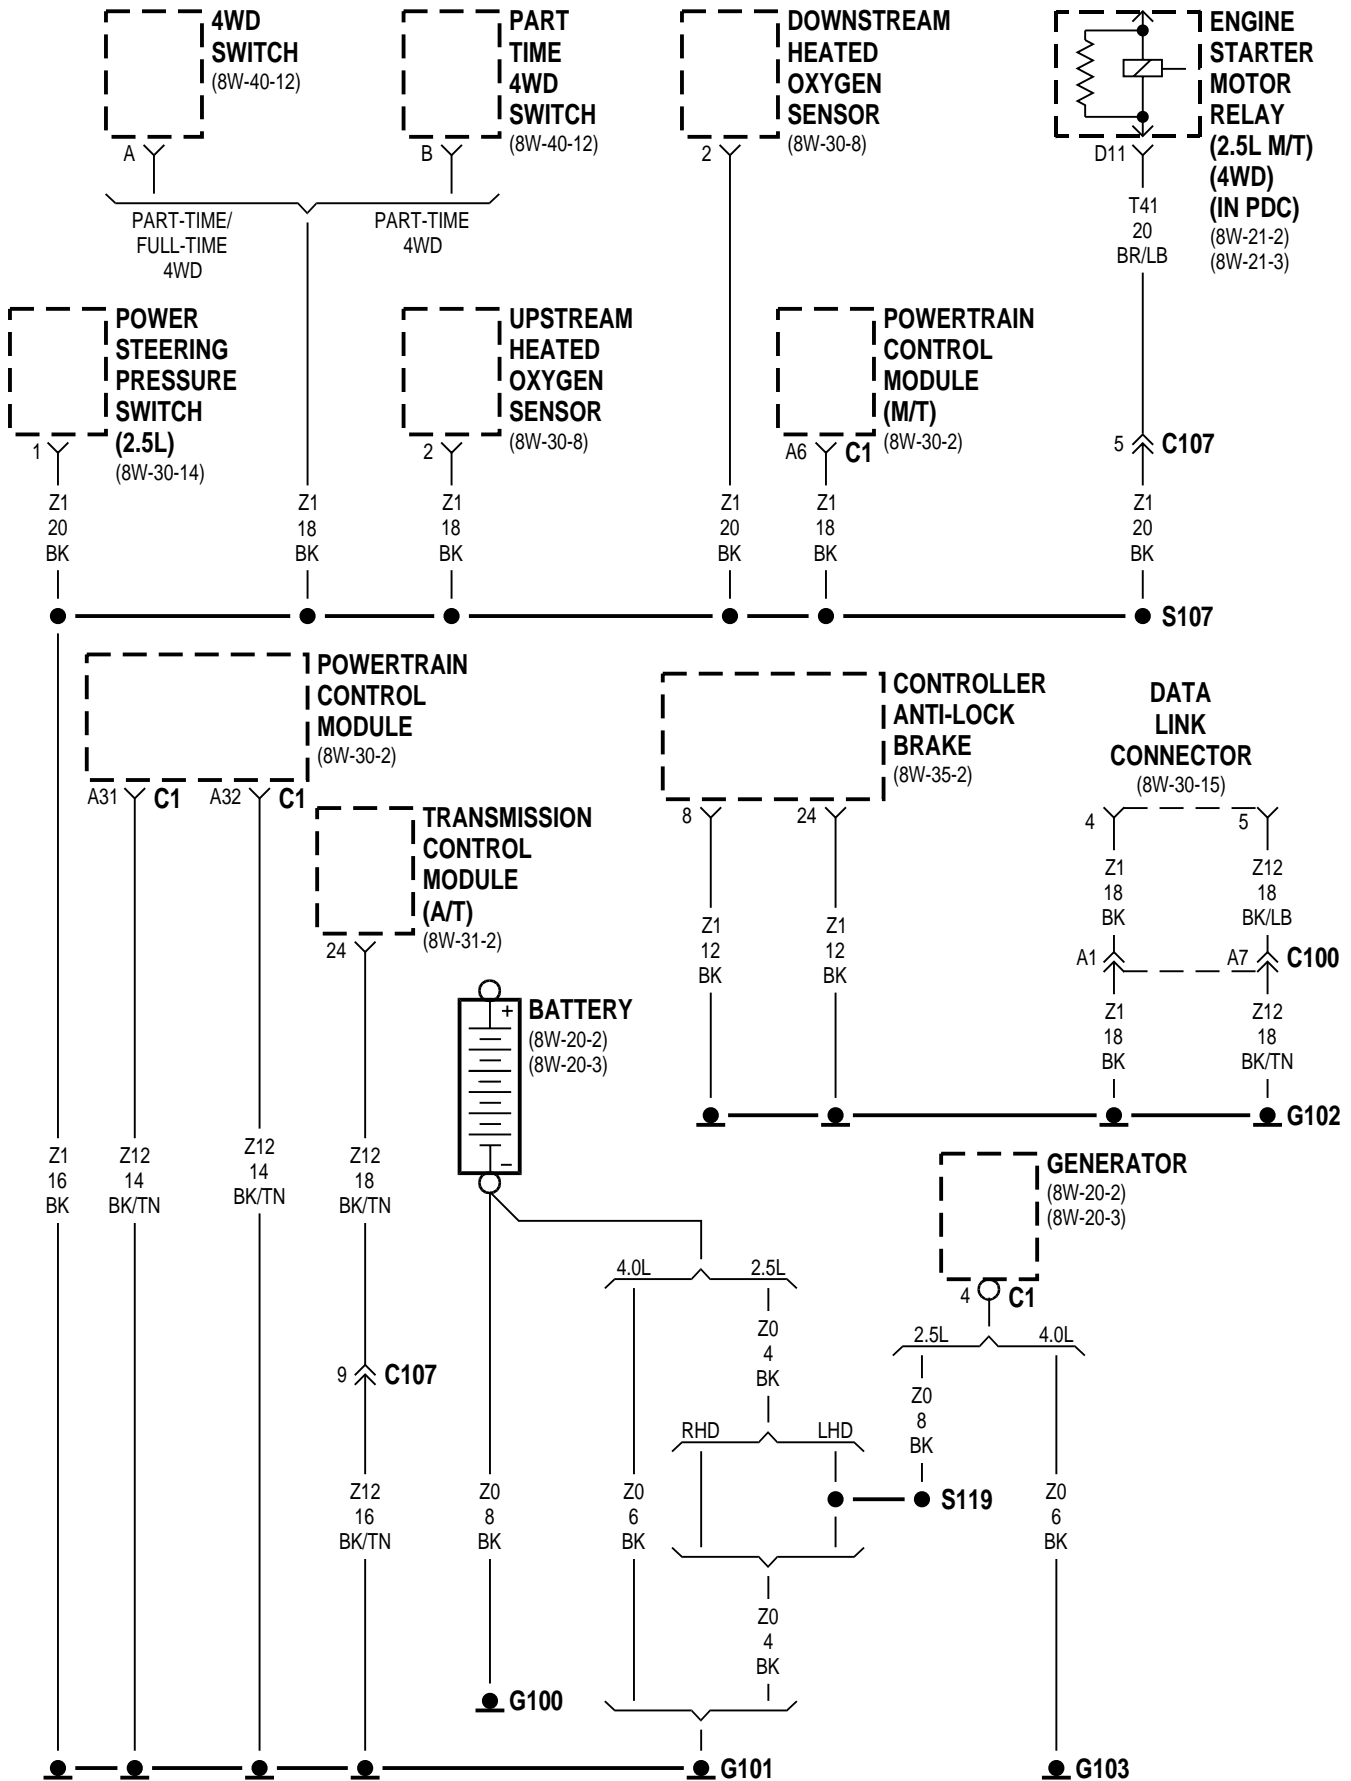 4WD
SWITCH
(8W-40-12)
A
PART
TIME
4WD
SWITCH
(8W-40-12)
B
DOWNSTREAM
HEATED
OXYGEN
SENSOR
(8W-30-8)
2
ENGINE
STARTER
MOTOR
RELAY
(2.5L M/T)
(4WD)
(IN PDC)
(8W-21-2)
(8W-21-3)
D11
T41
20
BR/LB
PART-TIME/
FULL-TIME
4WD
PART-TIME
4WD
POWER
STEERING
PRESSURE
SWITCH
(2.5L)
(8W-30-14)
1
UPSTREAM
HEATED
OXYGEN
SENSOR
(8W-30-8)
2
POWERTRAIN
CONTROL
MODULE
(M/T)
(8W-30-2)
A6
C1
5
C107
Z1
20
BK
Z1
18
BK
Z1
18
BK
Z1
20
BK
Z1
18
BK
Z1
20
BK
S107
POWERTRAIN
CONTROL
MODULE
(8W-30-2)
A31
C1
A32
C1
TRANSMISSION
CONTROL
MODULE
(A/T)
(8W-31-2)
24
CONTROLLER
ANTI-LOCK
BRAKE
(8W-35-2)
8
24
DATA
LINK
CONNECTOR
(8W-30-15)
4
5
Z1
18
BK
Z12
18
BK/LB
Z1
12
BK
Z1
12
BK
A1
A7
C100
Z1
18
BK
Z12
18
BK/TN
BATTERY
(8W-20-2)
(8W-20-3)
+
–
G102
Z1
16
BK
Z12
14
BK/TN
Z12
14
BK/TN
Z12
18
BK/TN
GENERATOR
(8W-20-2)
(8W-20-3)
4
C1
4.0L
2.5L
Z0
4
BK
2.5L
4.0L
Z0
8
BK
9
C107
RHD
LHD
S119
Z12
16
BK/TN
Z0
8
BK
Z0
6
BK
Z0
6
BK
Z0
4
BK
G100
G101
G103